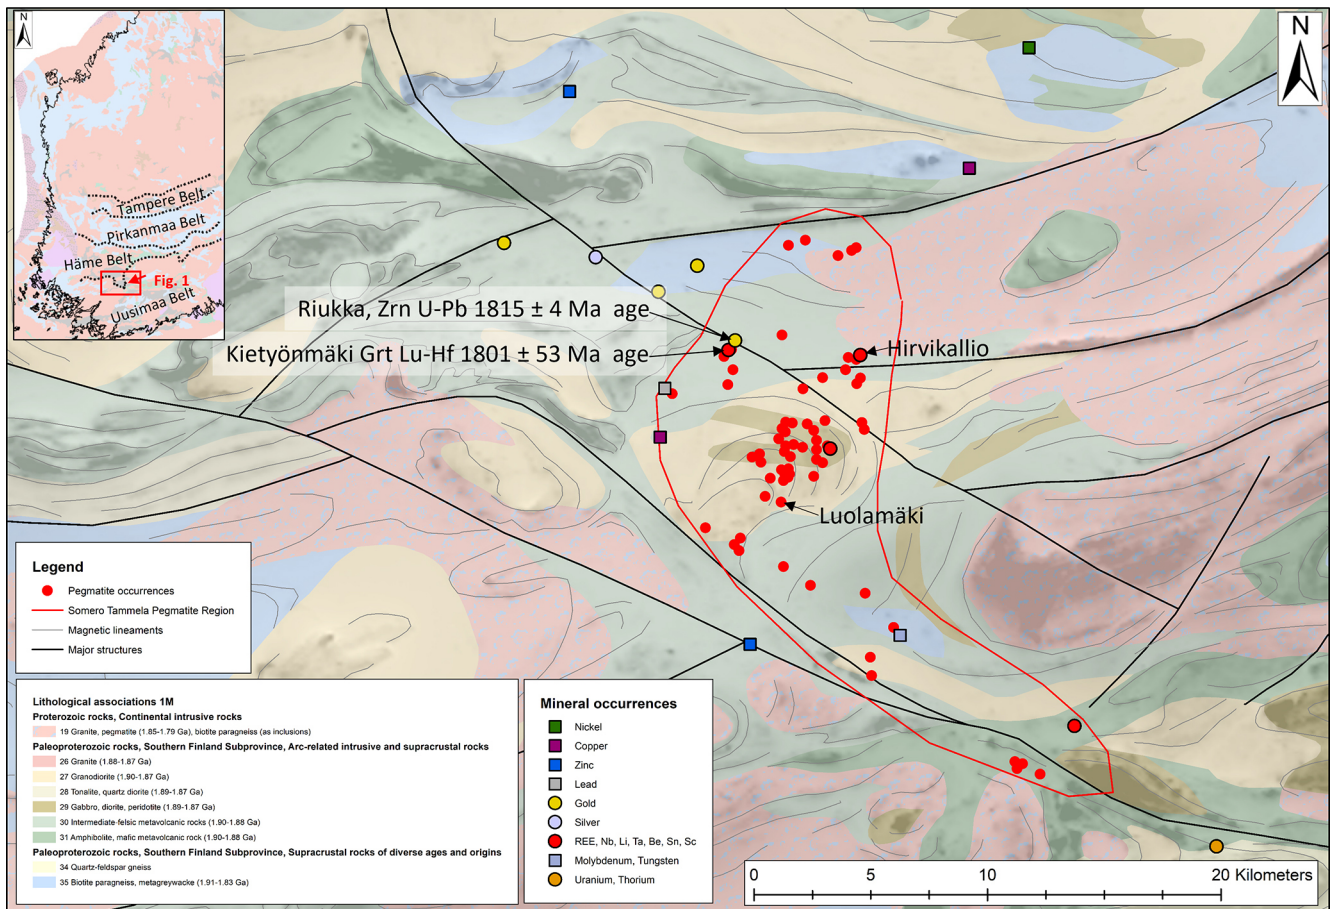 N
Tampere Belt
Pirkanmaa Belt
Häme Belt
Fig. 1
Uusimaa Belt
N
Riukka, Zrn U-Pb 1815 ± 4 Ma age
Kietyönmäki Grt Lu-Hf 1801 ± 53 Ma age
Hirvikallio
Luolamäki
Legend
Pegmatite occurrences
Somero Tammela Pegmatite Region
Magnetic lineaments
Major structures
Lithological associations 1M
Proterozoic rocks, Continental intrusive rocks
19 Granite, pegmatite (1.85-1.79 Ga), biotite paragneiss (as inclusions)
Paleoproterozoic rocks, Southern Finland Subprovince, Arc-related intrusive and supracrustal rocks
26 Granite (1.88-1.87 Ga)
27 Granodiorite (1.90-1.87 Ga)
28 Tonalite, quartz diorite (1.89-1.87 Ga)
29 Gabbro, diorite, peridotite (1.89-1.87 Ga)
30 Intermediate-felsic metavolcanic rocks (1.90-1.88 Ga)
31 Amphibolite, mafic metavolcanic rock (1.90-1.88 Ga)
Paleoproterozoic rocks, Southern Finland Subprovince, Supracrustal rocks of diverse ages and origins
34 Quartz-feldspar gneiss
35 Biotite paragneiss, metagreywacke (1.91-1.83 Ga)
Mineral occurrences
Nickel
Copper
Zinc
Lead
Gold
Silver
REE, Nb, Li, Ta, Be, Sn, Sc
Molybdenum, Tungsten
Uranium, Thorium
0 5 10 20 Kilometers